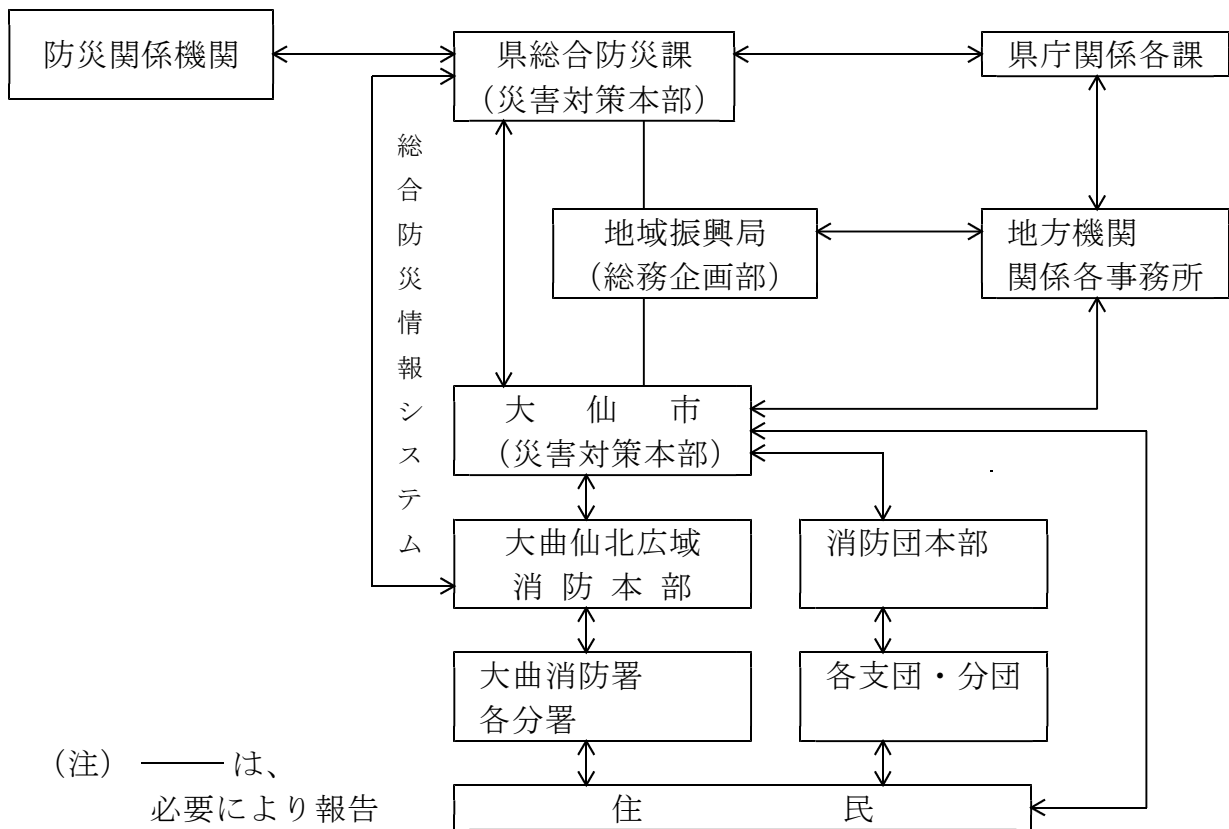 防災関係機関
県総合防災課
（災害対策本部）
県庁関係各課
総合防災情報システム
地域振興局
（総務企画部）
地方機関
関係各事務所
大　仙　市
（災害対策本部）
大曲仙北広域
消 防 本 部
消防団本部
大曲消防署
各分署
各支団・分団
（注）―――は、
必要により報告
住　　　民